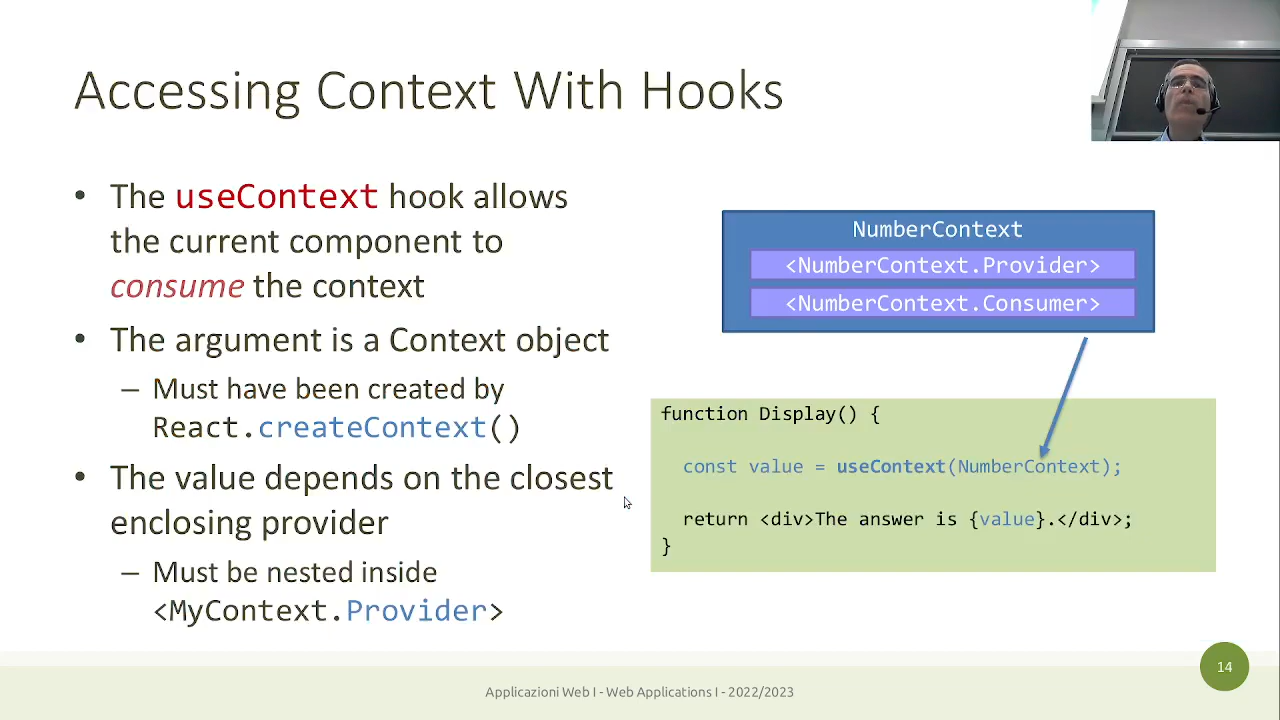 Accessing Context With Hooks
• The useContext hook allows
the current component to
consume the context
• The argument is a Context object
– Must have been created by
React.createContext()
• The value depends on the closest
enclosing provider
– Must be nested inside
<MyContext.Provider>
NumberContext
<NumberContext.Provider>
<NumberContext.Consumer>
function Display() {
const value = useContext(NumberContext);
return <div>The answer is {value}.</div>;
}
Applicazioni Web I - Web Applications I - 2022/2023
14